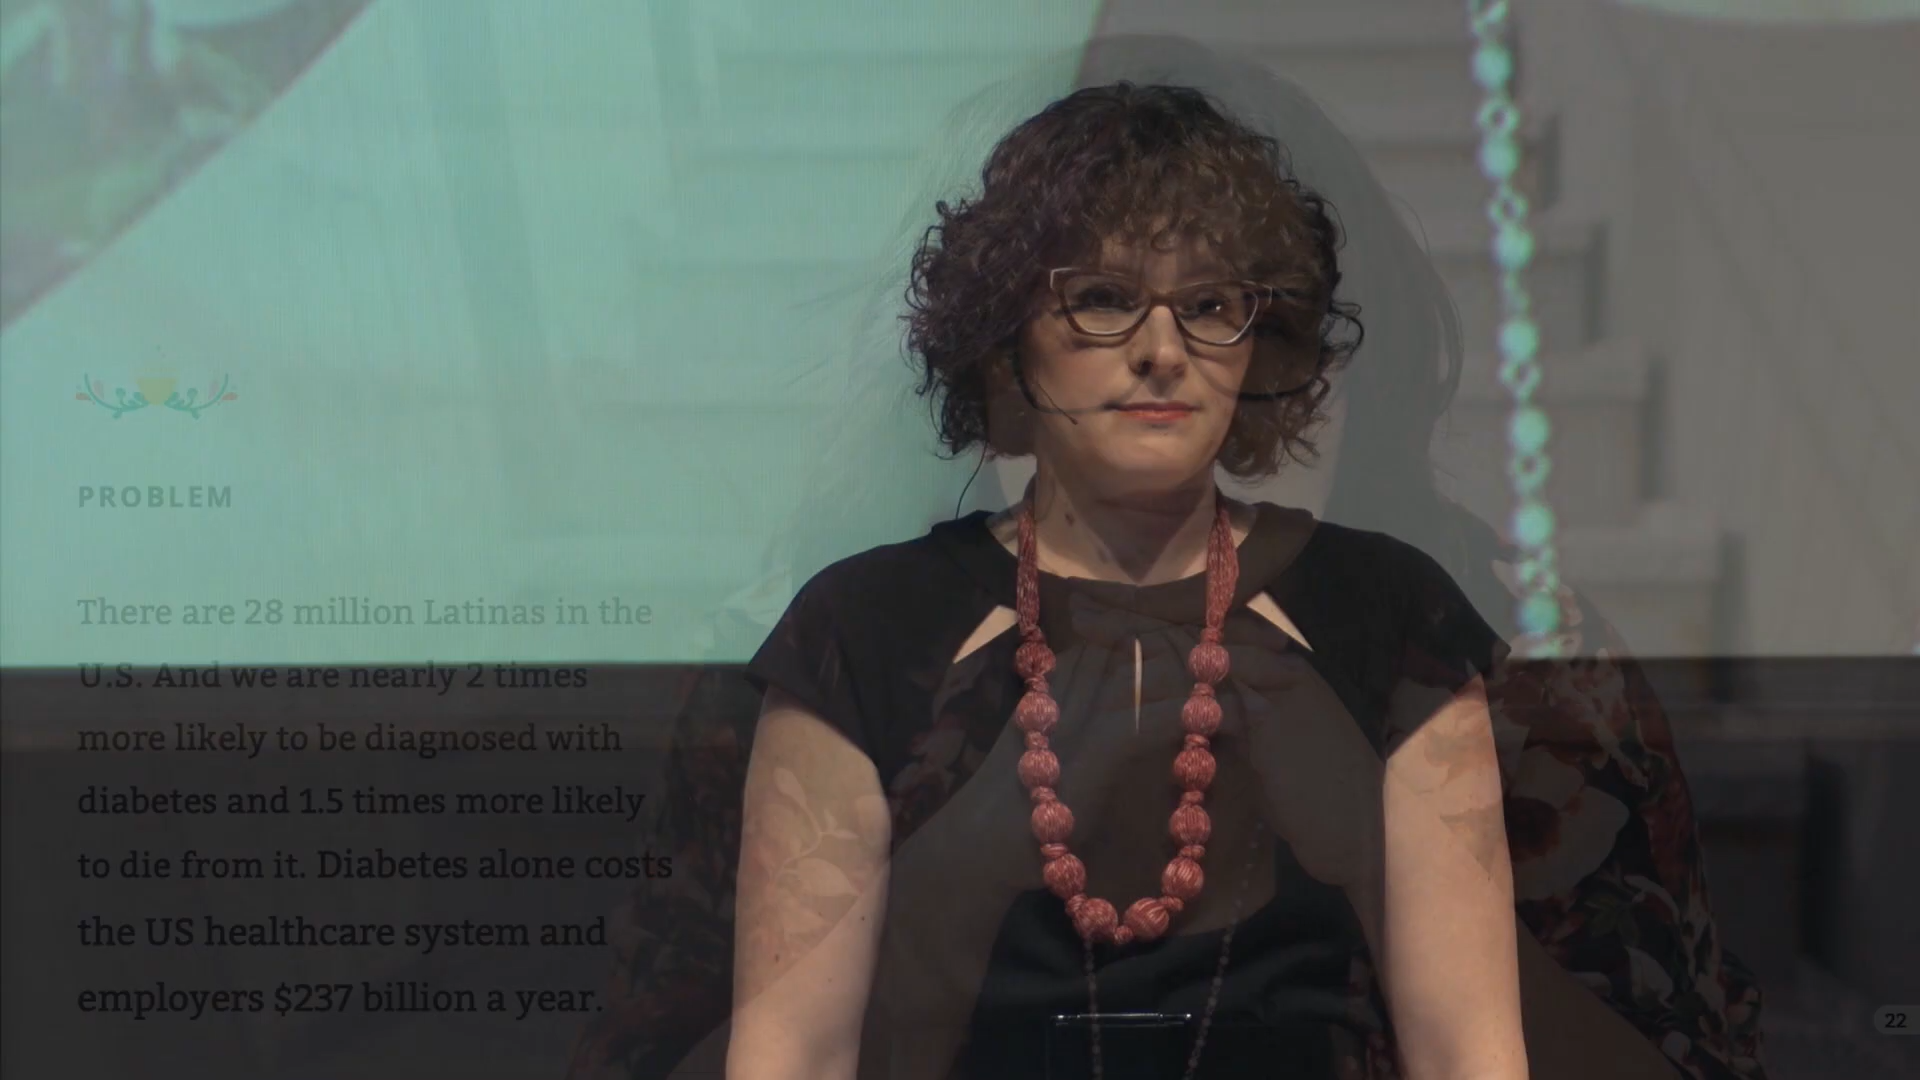 PROBLEM
There are 28 million Latinas in the
U.S. And we are nearly 2 times
more likely to be diagnosed with
diabetes and 1.5 times more likely
to die from it. Diabetes alone costs
the US healthcare system and
employers $237 billion a year.
22